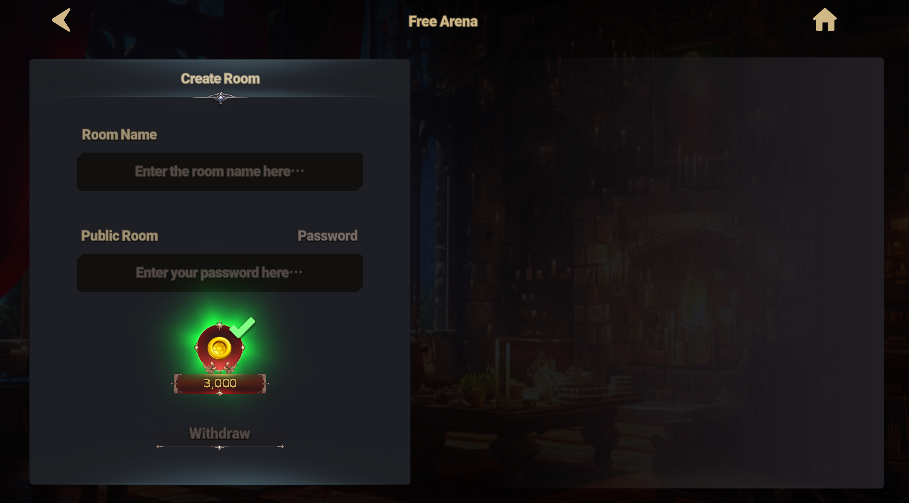 Free Arena
Create Room
Room Name
Enter the room name here···
Public Room Password
Enter your password here···
3,000
Withdraw